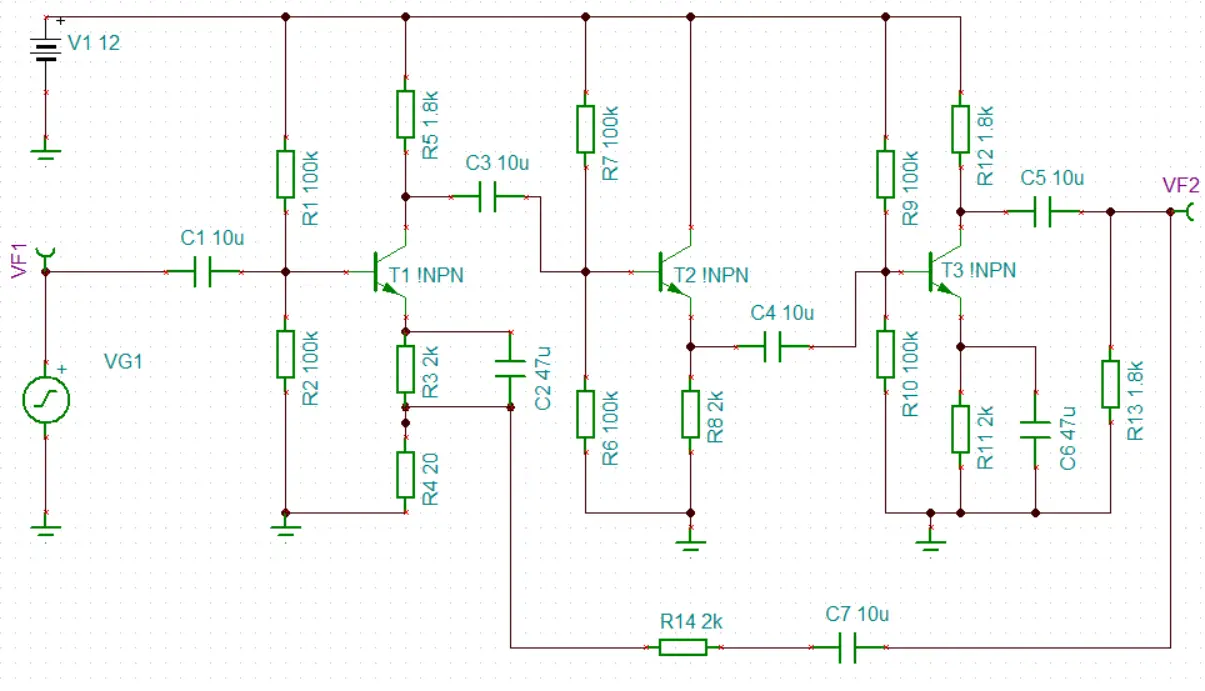 V1 12
R5 1.8k
R7 100k
R12 1.8k
R1 100k
C3 10u
R9 100k
C5 10u
VF2
VF1
C1 10u
T1 !NPN
T2 !NPN
T3 !NPN
C4 10u
VG1
+
+
R2 100k
R3 2k
C2 47u
R6 100k
R8 2k
R10 100k
R11 2k
C6 47u
R13 1.8k
R4 20
R14 2k
C7 10u